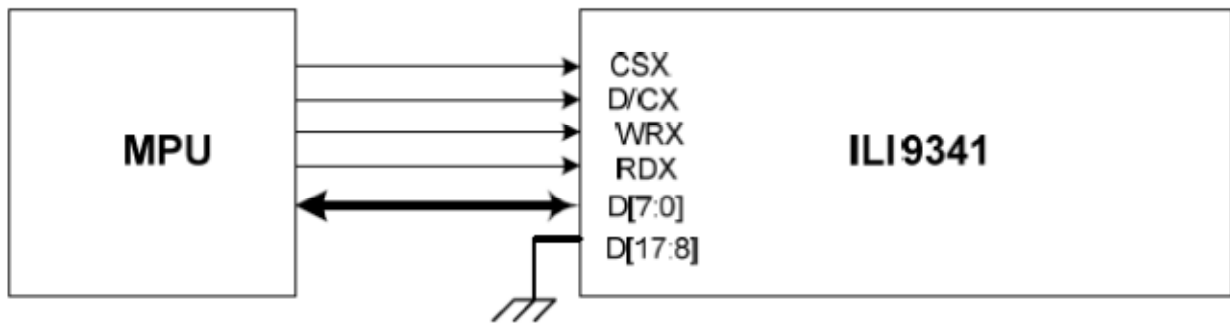 CSX
D/CX
WRX
MPU
ILI9341
RDX
D[7:0]
D[17:8]